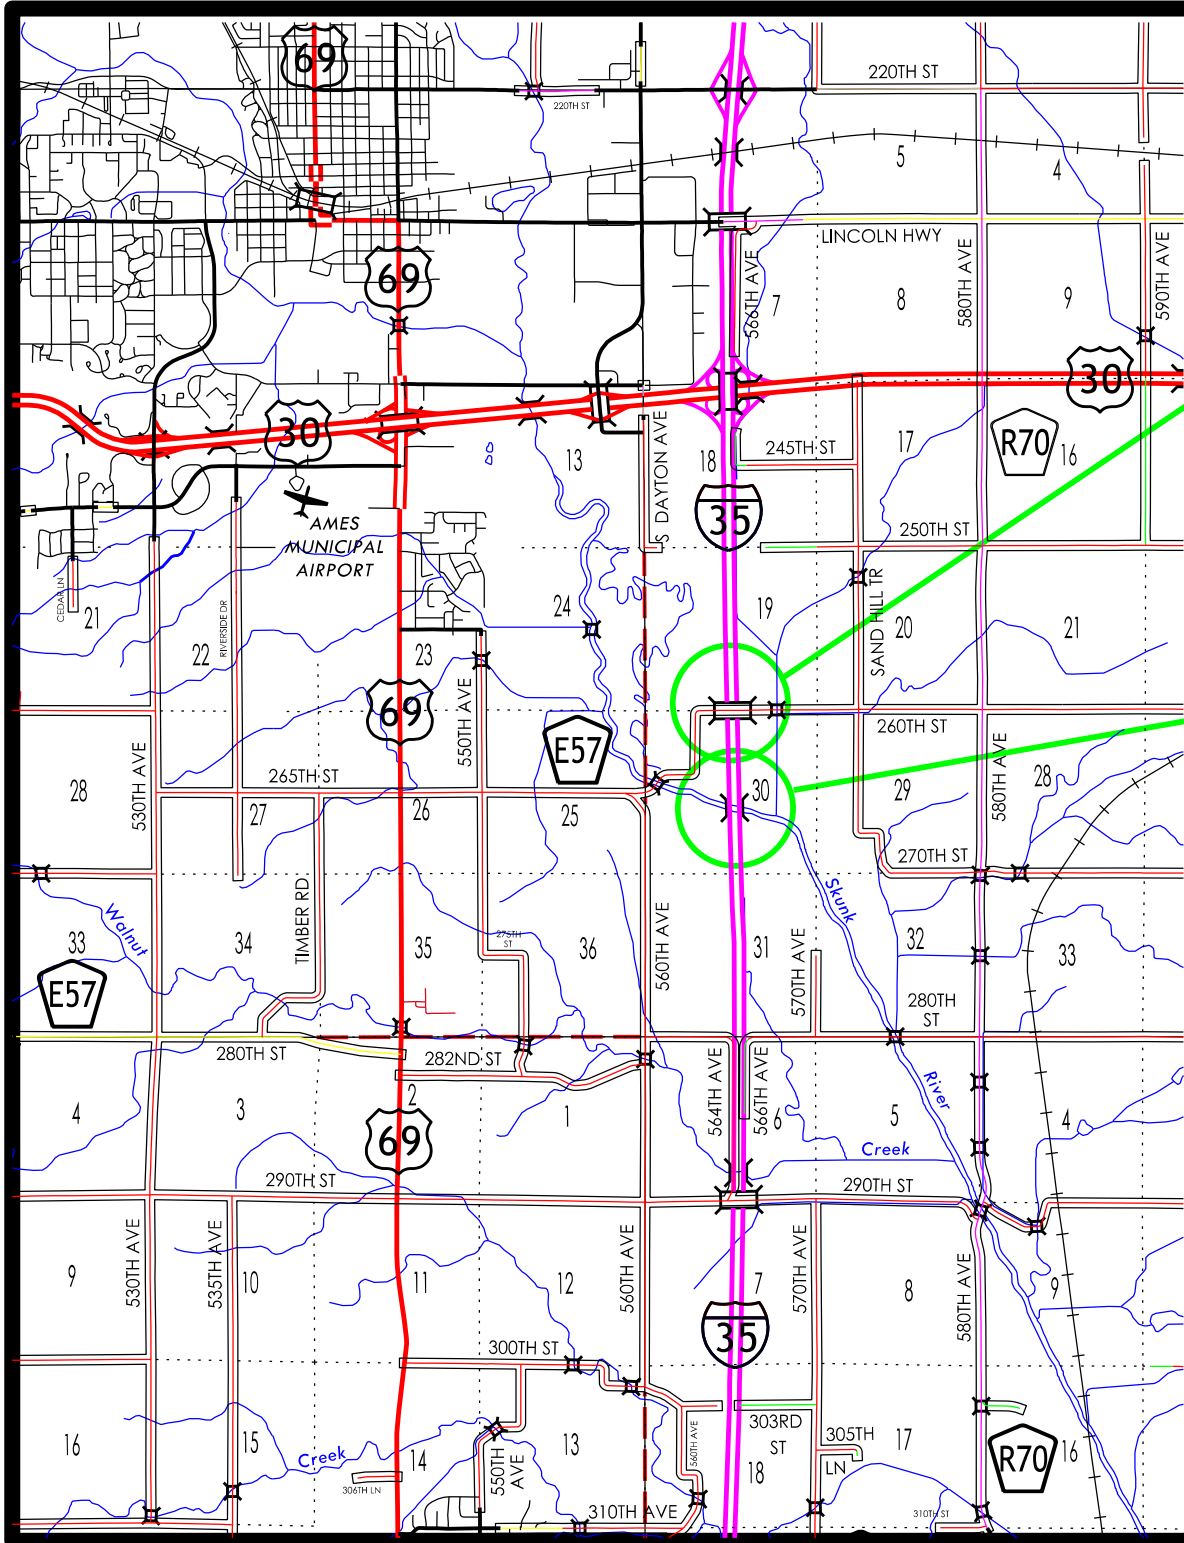 69
220TH ST
220TH ST
5
4
LINCOLN HWY
580TH AVE
590TH AVE
69
566TH AVE
7
8
9
30
30
R70
S DAYTON AVE
245TH ST
17
16
13
18
35
250TH ST
AMES
MUNICIPAL
AIRPORT
CEDAR LN
21
RIVERSIDE DR
22
23
24
19
SAND HILL TR
20
21
69
550TH AVE
E57
260TH ST
530TH AVE
265TH ST
580TH AVE
28
27
26
25
30
29
28
270TH ST
Skunk
Walnut
TIMBER RD
33
34
35
275TH
ST
36
560TH AVE
31
570TH AVE
32
33
E57
280TH
ST
280TH ST
282ND ST
564TH AVE
566TH AVE
River
4
3
2
1
6
5
4
69
Creek
290TH ST
290TH ST
530TH AVE
535TH AVE
560TH AVE
570TH AVE
580TH AVE
9
10
11
12
7
8
9
35
300TH ST
303RD
ST
305TH
LN
560TH AVE
16
15
Creek
14
550TH
AVE
13
18
17
R70
16
306TH LN
310TH AVE
310TH ST